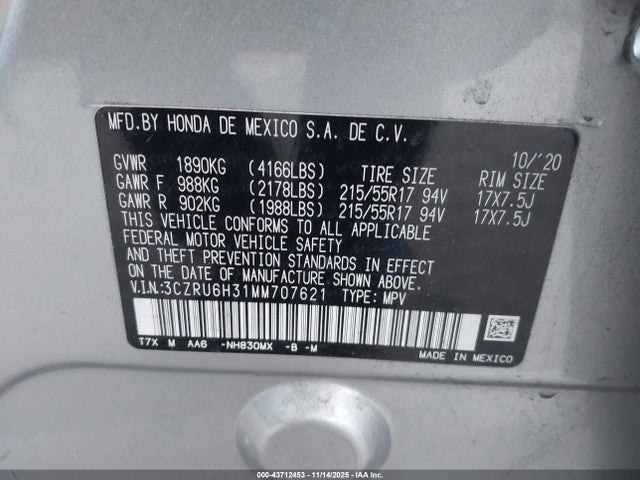 MFD.BY HONDA DE MEXICO S.A. DE C.V.
10/'20
GVWR 1890KG (4166LBS) TIRE SIZE RIM SIZE
GAWR F 988KG (2178LBS) 215/55R17 94V 17X7.5J
GAWR R 902KG (1988LBS) 215/55R17 94V 17X7.5J
THIS VEHICLE CONFORMS TO ALL APPLICABLE
FEDERAL MOTOR VEHICLE SAFETY
AND THEFT PREVENTION STANDARDS IN EFFECT
ON THE DATE OF MANUFACTURE SHOWN ABOVE.
V.I.N.:3CZRU6H31MM707621 TYPE: MPV
T7X M AA6 -NH830MX -B -M
MADE IN MEXICO
000-43712453 - 11/14/2025 - IAA Inc.